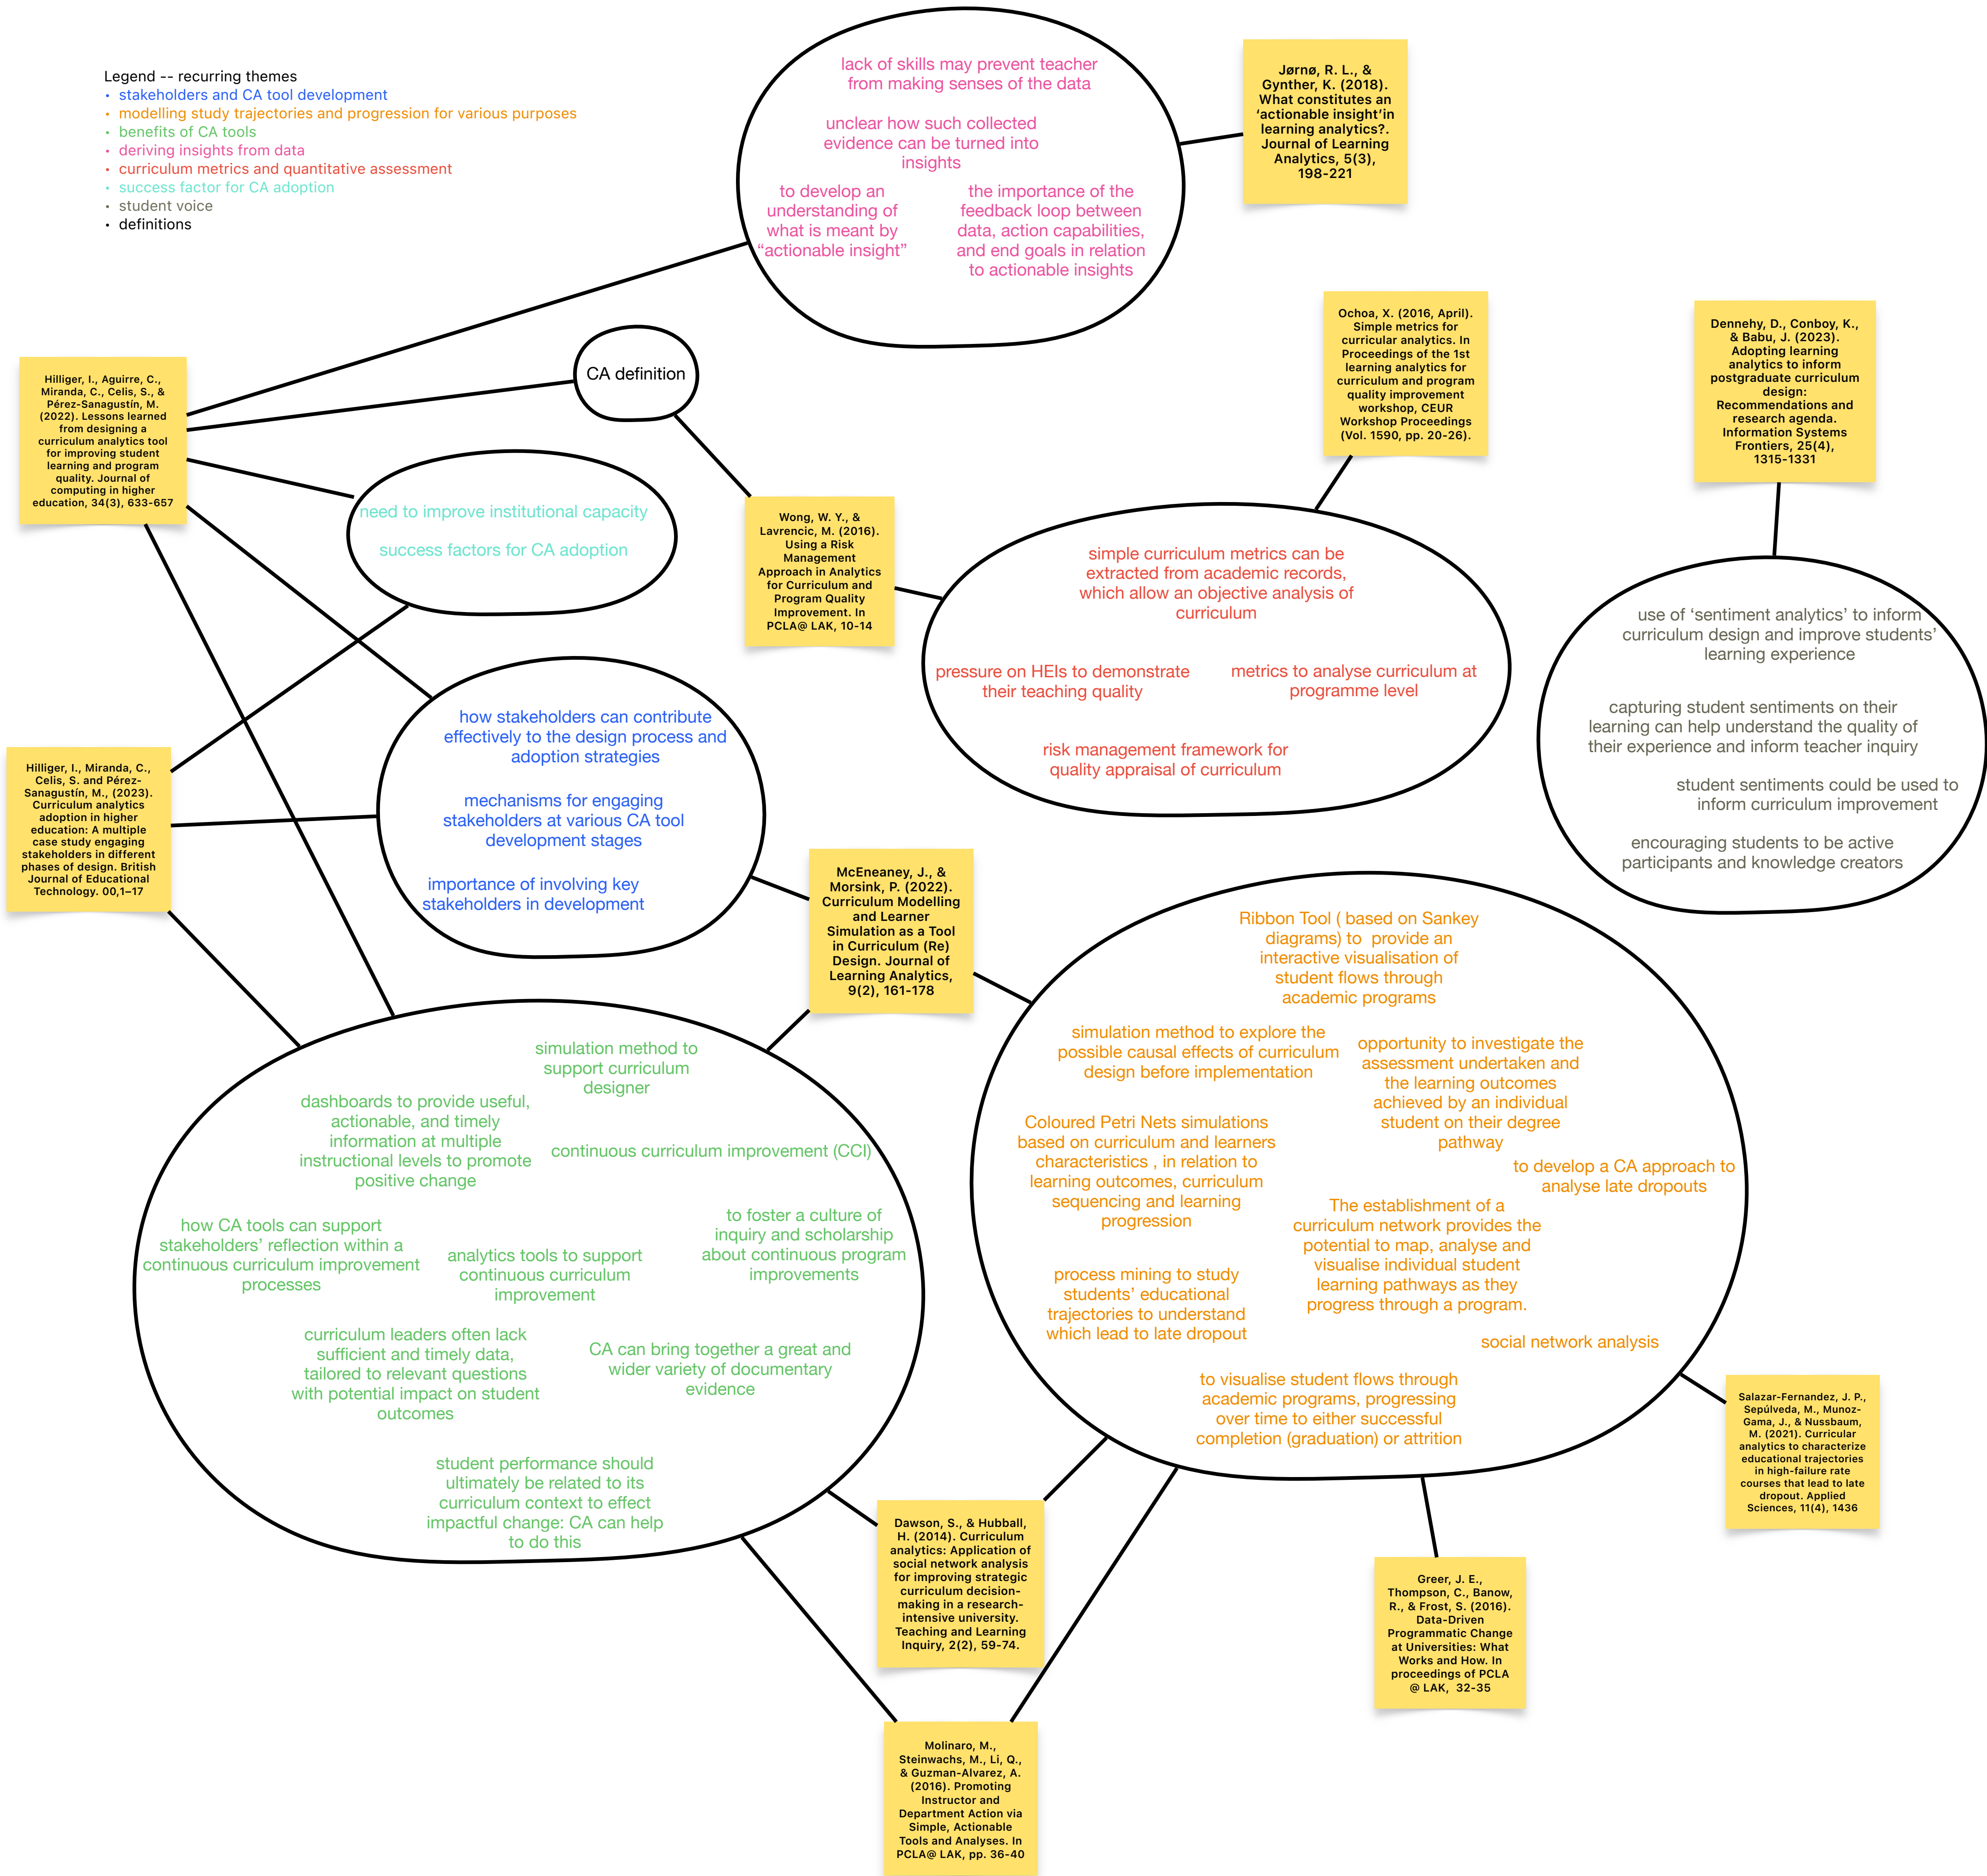 Legend -- recurring themes
• stakeholders and CA tool development
• modelling study trajectories and progression for various purposes
• benefits of CA tools
• deriving insights from data
• curriculum metrics and quantitative assessment
• success factor for CA adoption
• student voice
• definitions
lack of skills may prevent teacher
from making senses of the data
unclear how such collected
evidence can be turned into
insights
to develop an
understanding of
what is meant by
“actionable insight”
the importance of the
feedback loop between
data, action capabilities,
and end goals in relation
to actionable insights
Jørnø, R. L., &
Gynther, K. (2018).
What constitutes an
‘actionable insight’in
learning analytics?.
Journal of Learning
Analytics, 5(3),
198-221
Hilliger, I., Aguirre, C.,
Miranda, C., Celis, S., &
Pérez-Sanagustín, M.
(2022). Lessons learned
from designing a
curriculum analytics tool
for improving student
learning and program
quality. Journal of
computing in higher
education, 34(3), 633-657
CA definition
need to improve institutional capacity
success factors for CA adoption
Wong, W. Y., &
Lavrencic, M. (2016).
Using a Risk
Management
Approach in Analytics
for Curriculum and
Program Quality
Improvement. In
PCLA@ LAK, 10-14
Ochoa, X. (2016, April).
Simple metrics for
curricular analytics. In
Proceedings of the 1st
learning analytics for
curriculum and program
quality improvement
workshop, CEUR
Workshop Proceedings
(Vol. 1590, pp. 20-26).
Dennehy, D., Conboy, K.,
& Babu, J. (2023).
Adopting learning
analytics to inform
postgraduate curriculum
design:
Recommendations and
research agenda.
Information Systems
Frontiers, 25(4),
1315-1331
simple curriculum metrics can be
extracted from academic records,
which allow an objective analysis of
curriculum
pressure on HEIs to demonstrate
their teaching quality
metrics to analyse curriculum at
programme level
risk management framework for
quality appraisal of curriculum
use of ‘sentiment analytics’ to inform
curriculum design and improve students’
learning experience
capturing student sentiments on their
learning can help understand the quality of
their experience and inform teacher inquiry
student sentiments could be used to
inform curriculum improvement
encouraging students to be active
participants and knowledge creators
Hilliger, I., Miranda, C.,
Celis, S. and Pérez-
Sanagustín, M., (2023).
Curriculum analytics
adoption in higher
education: A multiple
case study engaging
stakeholders in different
phases of design. British
Journal of Educational
Technology. 00,1–17
how stakeholders can contribute
effectively to the design process and
adoption strategies
mechanisms for engaging
stakeholders at various CA tool
development stages
importance of involving key
stakeholders in development
McEneaney, J., &
Morsink, P. (2022).
Curriculum Modelling
and Learner
Simulation as a Tool
in Curriculum (Re)
Design. Journal of
Learning Analytics,
9(2), 161-178
simulation method to
support curriculum
designer
dashboards to provide useful,
actionable, and timely
information at multiple
instructional levels to promote
positive change
continuous curriculum improvement (CCI)
how CA tools can support
stakeholders’ reflection within a
continuous curriculum improvement
processes
analytics tools to support
continuous curriculum
improvement
to foster a culture of
inquiry and scholarship
about continuous program
improvements
curriculum leaders often lack
sufficient and timely data,
tailored to relevant questions
with potential impact on student
outcomes
CA can bring together a great and
wider variety of documentary
evidence
student performance should
ultimately be related to its
curriculum context to effect
impactful change: CA can help
to do this
Ribbon Tool ( based on Sankey
diagrams) to  provide an
interactive visualisation of
student flows through
academic programs
simulation method to explore the
possible causal effects of curriculum
design before implementation
opportunity to investigate the
assessment undertaken and
the learning outcomes
achieved by an individual
student on their degree
pathway
Coloured Petri Nets simulations
based on curriculum and learners
characteristics , in relation to
learning outcomes, curriculum
sequencing and learning
progression
to develop a CA approach to
analyse late dropouts
The establishment of a
curriculum network provides the
potential to map, analyse and
visualise individual student
learning pathways as they
progress through a program.
process mining to study
students’ educational
trajectories to understand
which lead to late dropout
social network analysis
to visualise student flows through
academic programs, progressing
over time to either successful
completion (graduation) or attrition
Salazar-Fernandez, J. P.,
Sepúlveda, M., Munoz-
Gama, J., & Nussbaum,
M. (2021). Curricular
analytics to characterize
educational trajectories
in high-failure rate
courses that lead to late
dropout. Applied
Sciences, 11(4), 1436
Dawson, S., & Hubball,
H. (2014). Curriculum
analytics: Application of
social network analysis
for improving strategic
curriculum decision-
making in a research-
intensive university.
Teaching and Learning
Inquiry, 2(2), 59-74.
Greer, J. E.,
Thompson, C., Banow,
R., & Frost, S. (2016).
Data-Driven
Programmatic Change
at Universities: What
Works and How. In
proceedings of PCLA
@ LAK,  32-35
Molinaro, M.,
Steinwachs, M., Li, Q.,
& Guzman-Alvarez, A.
(2016). Promoting
Instructor and
Department Action via
Simple, Actionable
Tools and Analyses. In
PCLA@ LAK, pp. 36-40